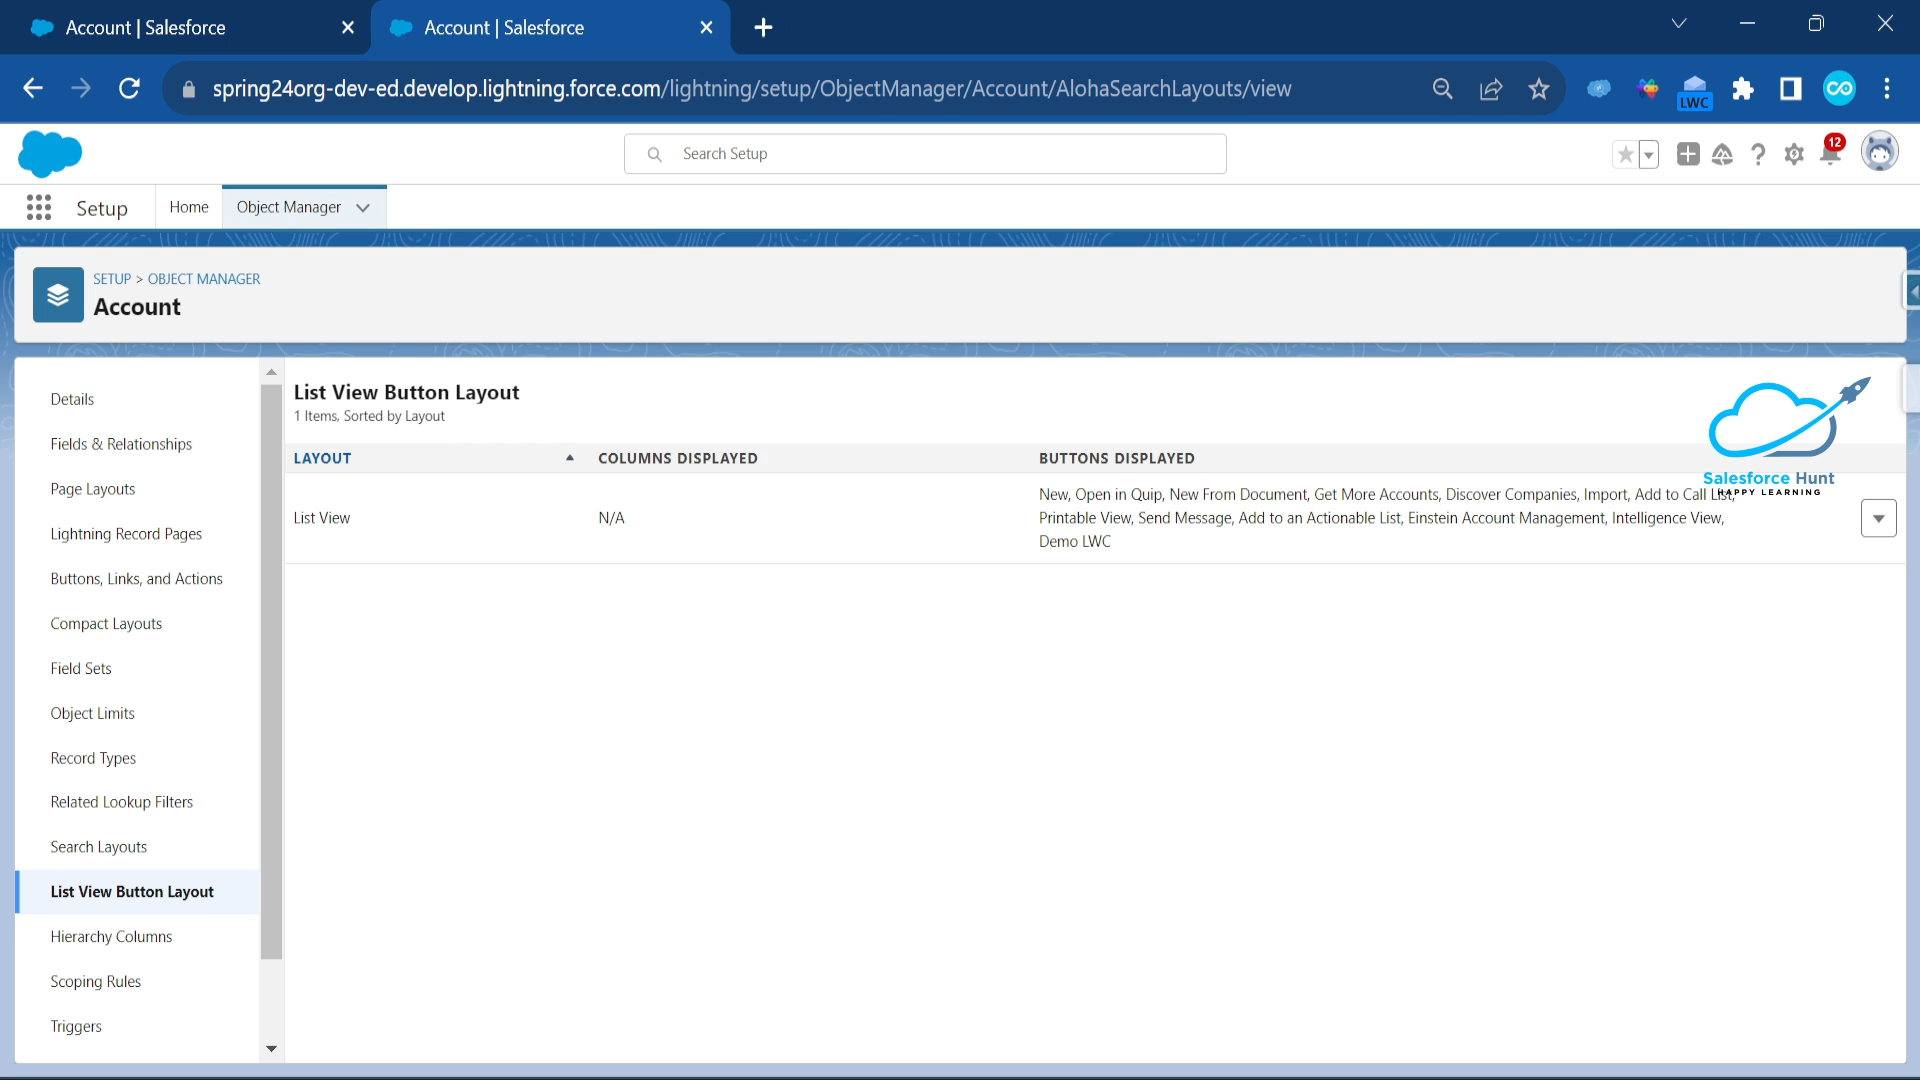 Account | Salesforce
Account | Salesforce
spring24org-dev-ed.develop.lightning.force.com/lightning/setup/ObjectManager/Account/AlohaSearchLayouts/view
LWC
Search Setup
12
Setup
Home
Object Manager
SETUP > OBJECT MANAGER
Account
Details
Fields & Relationships
Page Layouts
Lightning Record Pages
Buttons, Links, and Actions
Compact Layouts
Field Sets
Object Limits
Record Types
Related Lookup Filters
Search Layouts
List View Button Layout
Hierarchy Columns
Scoping Rules
Triggers
List View Button Layout
1 Items, Sorted by Layout
LAYOUT
COLUMNS DISPLAYED
BUTTONS DISPLAYED
List View
N/A
New, Open in Quip, New From Document, Get More Accounts, Discover Companies, Import, Add to Call List,
Printable View, Send Message, Add to an Actionable List, Einstein Account Management, Intelligence View,
Demo LWC
Salesforce Hunt
HAPPY LEARNING